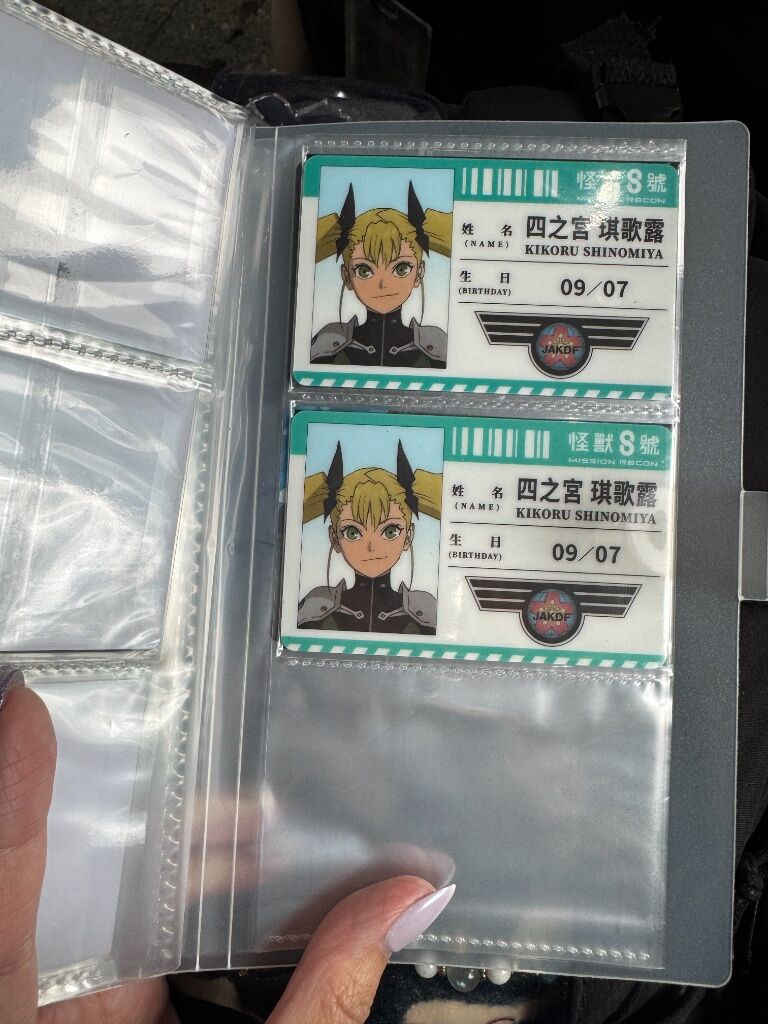 怪獸8號
MISSION RECON
姓名 四之宮 琪歌露
(NAME) KIKORU SHINOMIYA
生日
(BIRTHDAY) 09/07
JAKDF
怪獸8號
MISSION RECON
姓名 四之宮 琪歌露
(NAME) KIKORU SHINOMIYA
生日
(BIRTHDAY) 09/07
JAKDF